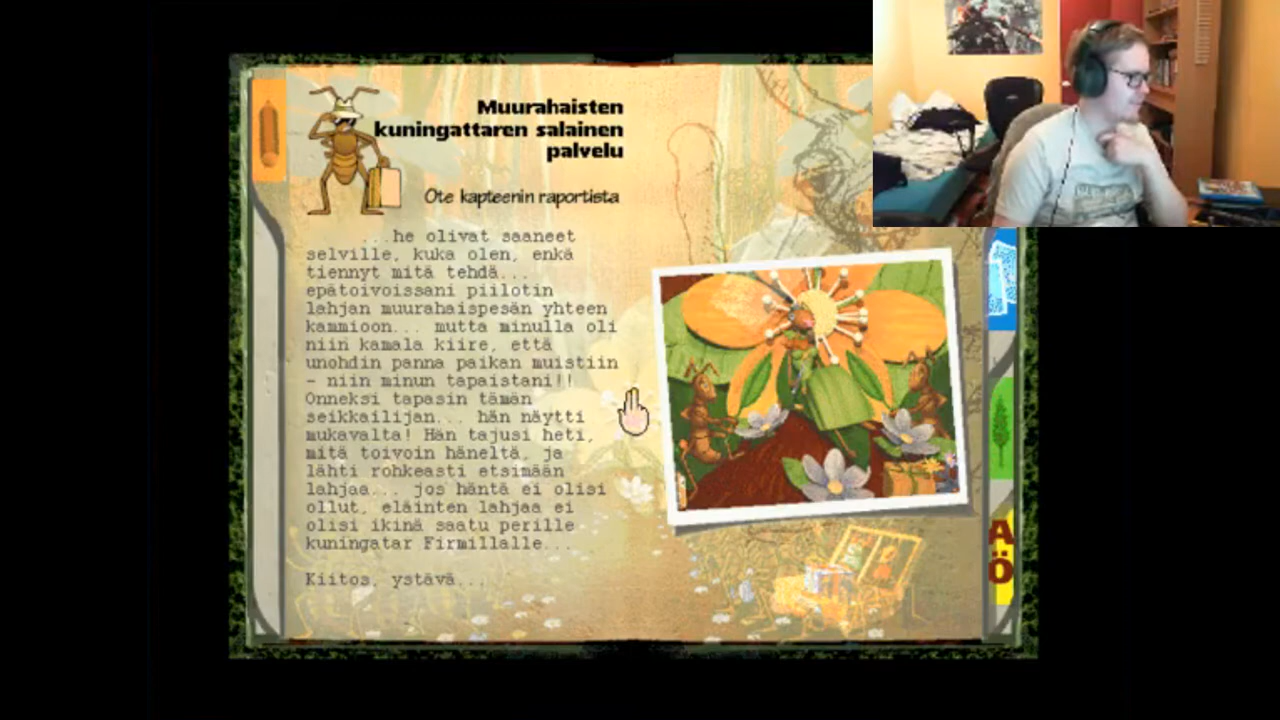 Muurahaisten
kuningattaren salainen
palvelu
Ote kapteenin raportista
...he olivat saaneet
selville, kuka olen, enkä
tiennyt mitä tehdä...
epätoivoissani piilotin
lahjan muurahaispesän yhteen
kammioon... mutta minulla oli
niin kamala kiire, että
unohdin panna paikan muistiin
- niin minun tapaistani!!
Onneksi tapasin tämän
seikkailijan... hän näytti
mukavalta! Hän tajusi heti,
mitä toivoin häneltä, ja
lähti rohkeasti etsimään
lahjaa... jos häntä ei olisi
ollut, eläinten lahjaa ei
olisi ikinä saatu perille
kuningatar Firmillalle...
Kiitos, ystävä...
A
Ö